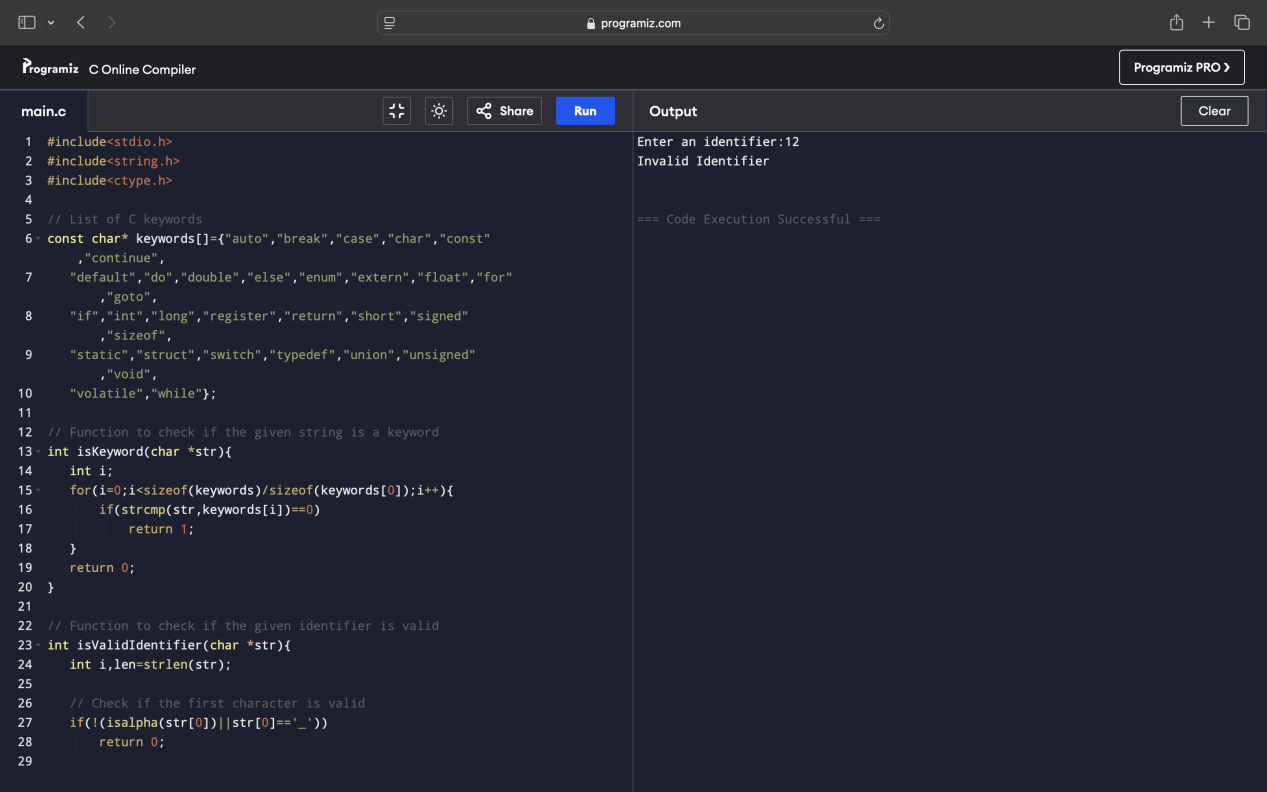 programiz.com
Programiz C Online Compiler
Programiz PRO ›
main.c
Share
Run
Output
Clear
1 #include<stdio.h>
2 #include<string.h>
3 #include<ctype.h>
4
5 // List of C keywords
6 const char* keywords[]={"auto","break","case","char","const"
,"continue",
7 "default","do","double","else","enum","extern","float","for"
,"goto",
8 "if","int","long","register","return","short","signed"
,"sizeof",
9 "static","struct","switch","typedef","union","unsigned"
,"void",
10 "volatile","while"};
11
12 // Function to check if the given string is a keyword
13 int isKeyword(char *str){
14 int i;
15 for(i=0;i<sizeof(keywords)/sizeof(keywords[0]);i++){
16 if(strcmp(str,keywords[i])==0)
17 return 1;
18 }
19 return 0;
20 }
21
22 // Function to check if the given identifier is valid
23 int isValidIdentifier(char *str){
24 int i,len=strlen(str);
25
26 // Check if the first character is valid
27 if(!(isalpha(str[0])||str[0]=='_'))
28 return 0;
29
Enter an identifier:12
Invalid Identifier
=== Code Execution Successful ===